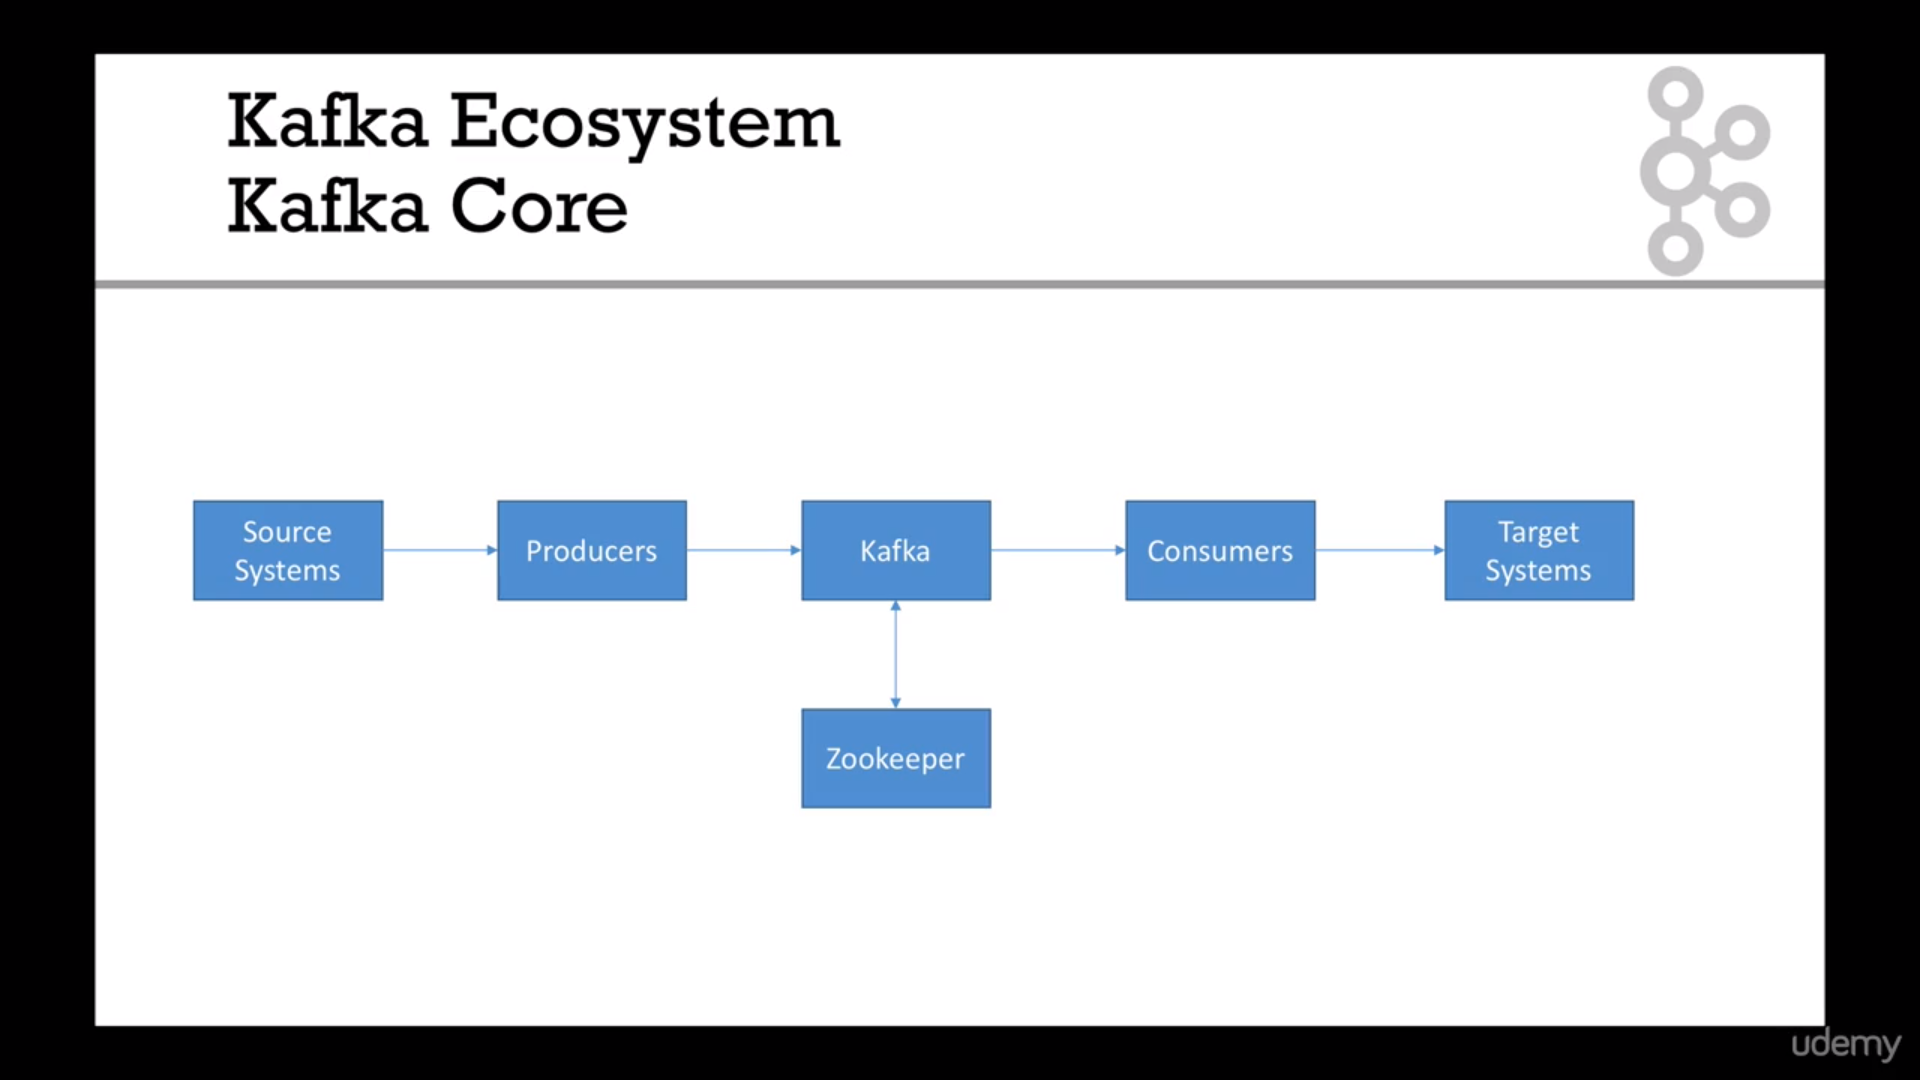 Kafka Ecosystem
Kafka Core
Source
Systems
Producers
Kafka
Consumers
Target
Systems
Zookeeper
udemy